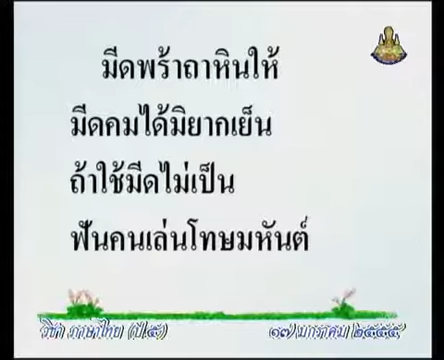 มีดพร้าถาหินให้
มีดคมได้มิยากเย็น
ถ้าใช้มีดไม่เป็น
ฟันคนเล่นโทษมหันต์
วิชา ภาษาไทย (ป.๕) ๑๗ มกราคม ๒๕๕๕